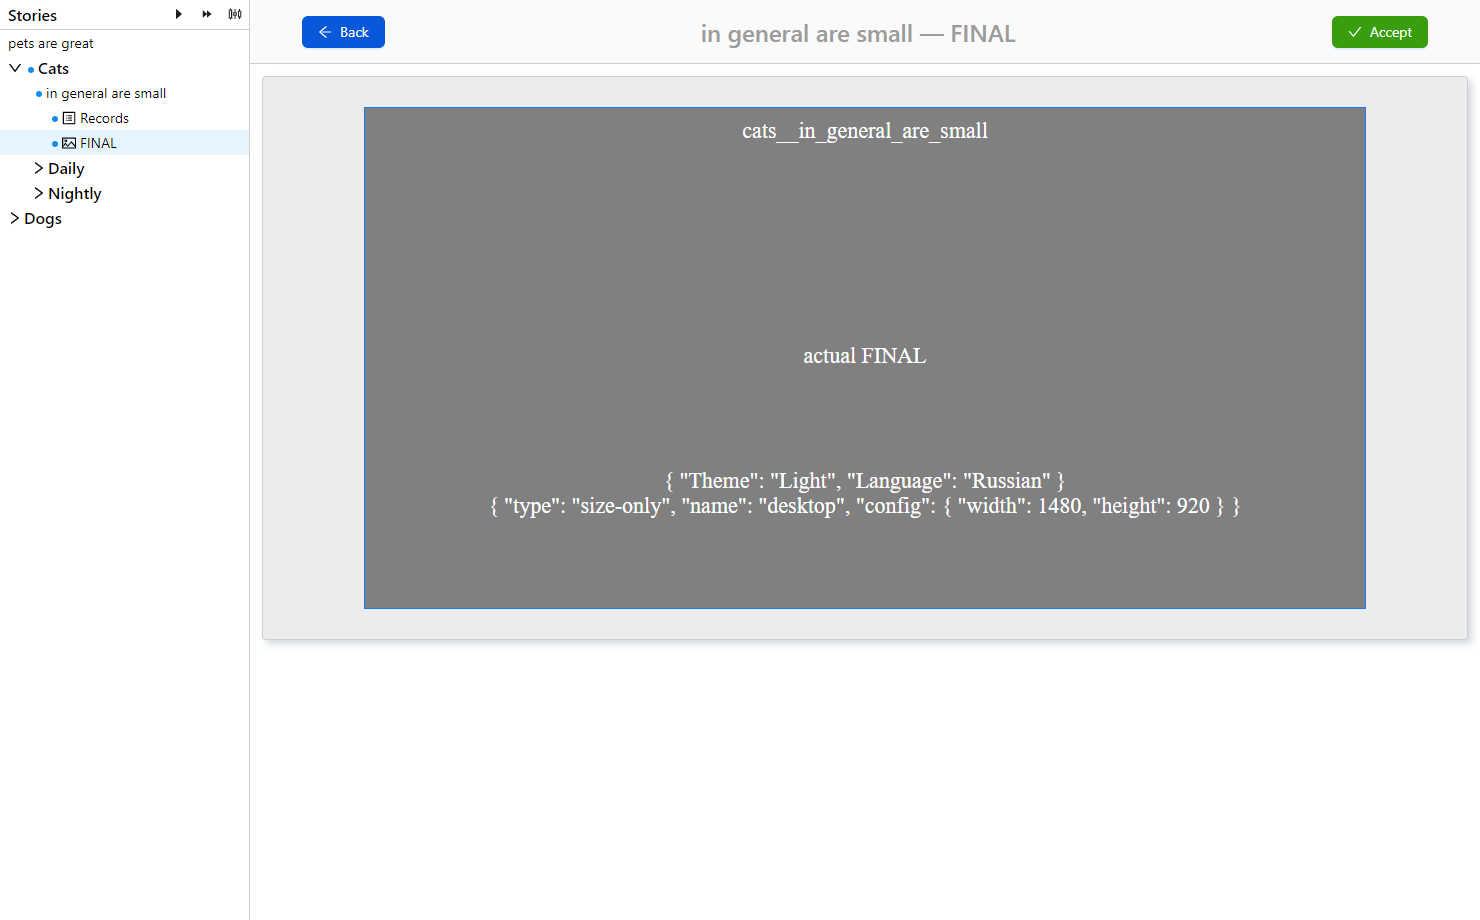 Stories
pets are great
Cats
in general are small
Records
FINAL
Daily
Nightly
Dogs
Back
in general are small — FINAL
Accept
cats__in_general_are_small
actual FINAL
{ "Theme": "Light", "Language": "Russian" }
{ "type": "size-only", "name": "desktop", "config": { "width": 1480, "height": 920 } }